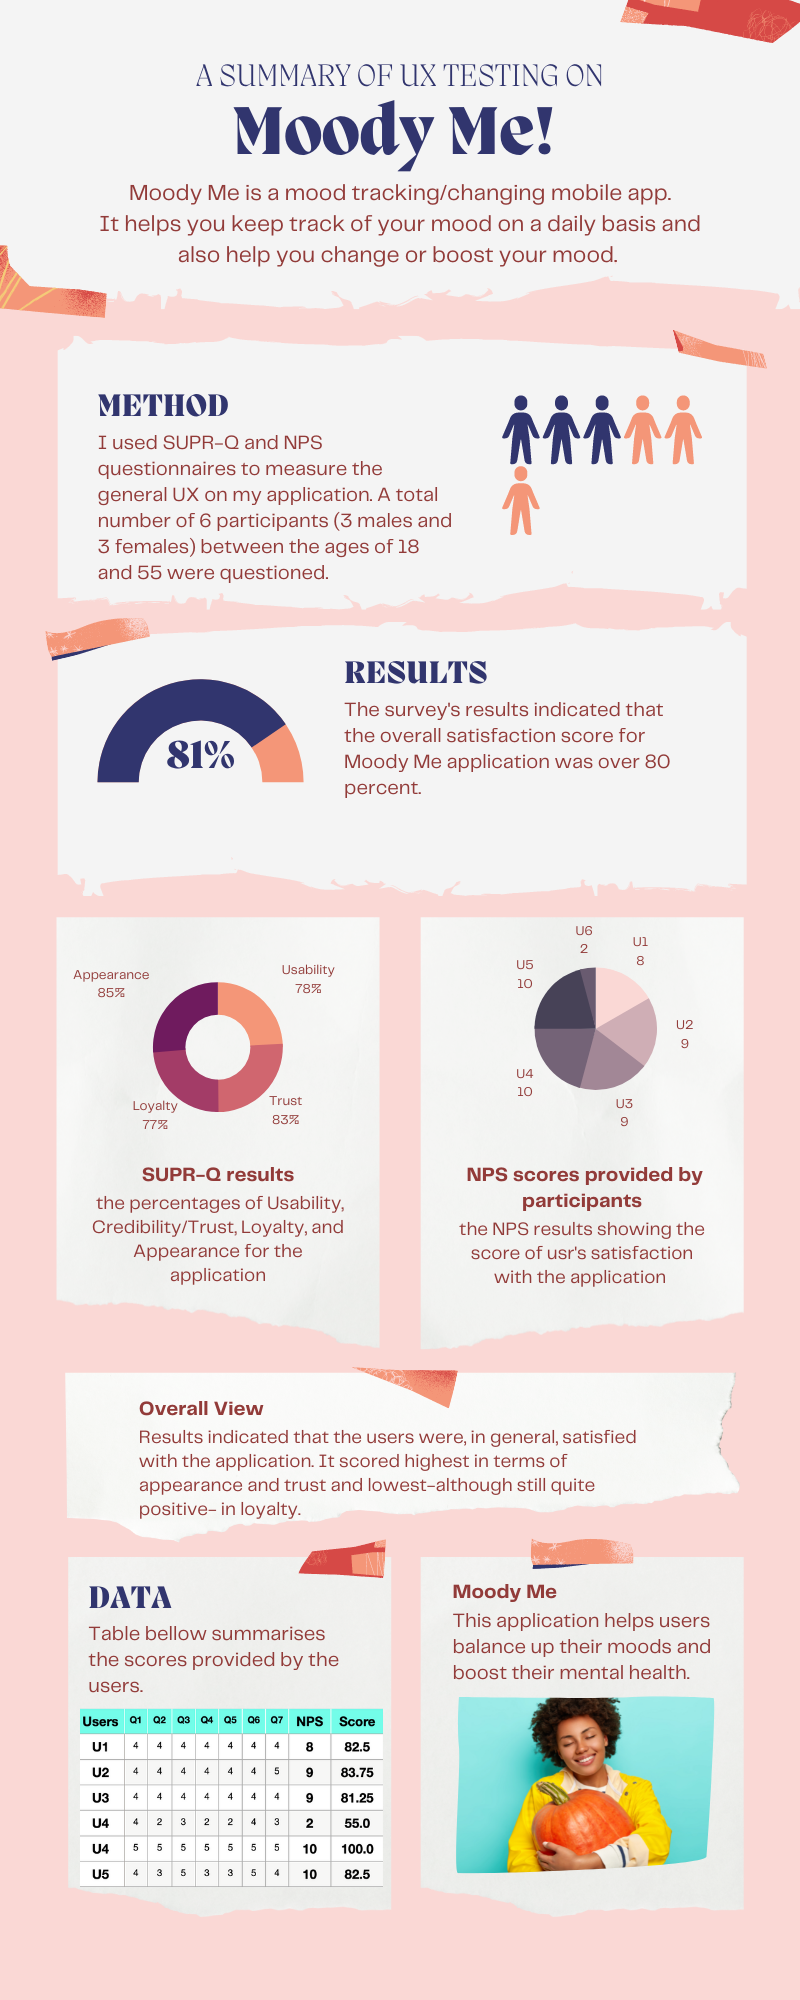 A SUMMARY OF UX TESTING ON
Moody Me!
Moody Me is a mood tracking/changing mobile app.
It helps you keep track of your mood on a daily basis and
also help you change or boost your mood.
METHOD
I used SUPR-Q and NPS
questionnaires to measure the
general UX on my application. A total
number of 6 participants (3 males and
3 females) between the ages of 18
and 55 were questioned.
81%
RESULTS
The survey's results indicated that
the overall satisfaction score for
Moody Me application was over 80
percent.
Appearance
85%
Usability
78%
Loyalty
77%
Trust
83%
SUPR-Q results
the percentages of Usability,
Credibility/Trust, Loyalty, and
Appearance for the
application
U6
2
U1
8
U5
10
U2
9
U4
10
U3
9
NPS scores provided by
participants
the NPS results showing the
score of usr's satisfaction
with the application
Overall View
Results indicated that the users were, in general, satisfied
with the application. It scored highest in terms of
appearance and trust and lowest-although still quite
positive- in loyalty.
DATA
Table bellow summarises
the scores provided by the
users.
Users Q1 Q2 Q3 Q4 Q5 Q6 Q7 NPS Score
U1 4 4 4 4 4 4 4 8 82.5
U2 4 4 4 4 4 4 5 9 83.75
U3 4 4 4 4 4 4 4 9 81.25
U4 4 2 3 2 2 4 3 2 55.0
U4 5 5 5 5 5 5 5 10 100.0
U5 4 3 5 3 3 5 4 10 82.5
Moody Me
This application helps users
balance up their moods and
boost their mental health.